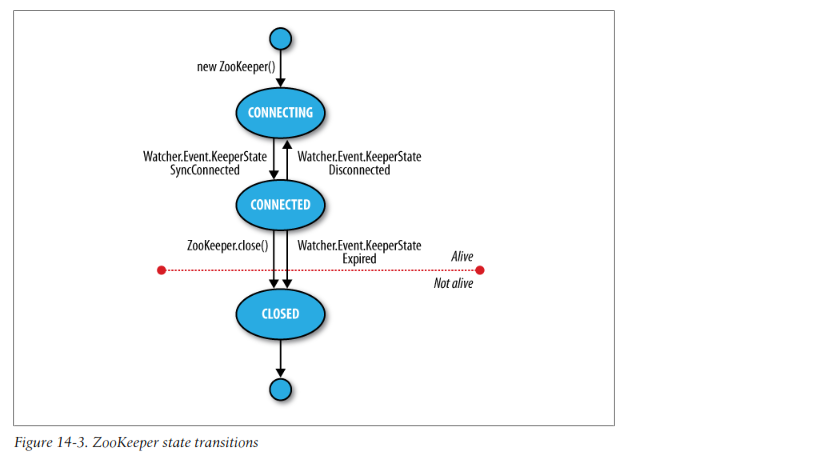 new ZooKeeper()
CONNECTING
Watcher.Event.KeeperState
SyncConnected
Watcher.Event.KeeperState
Disconnected
CONNECTED
ZooKeeper.close()
Watcher.Event.KeeperState
Expired
Alive
Not alive
CLOSED
Figure 14-3. ZooKeeper state transitions